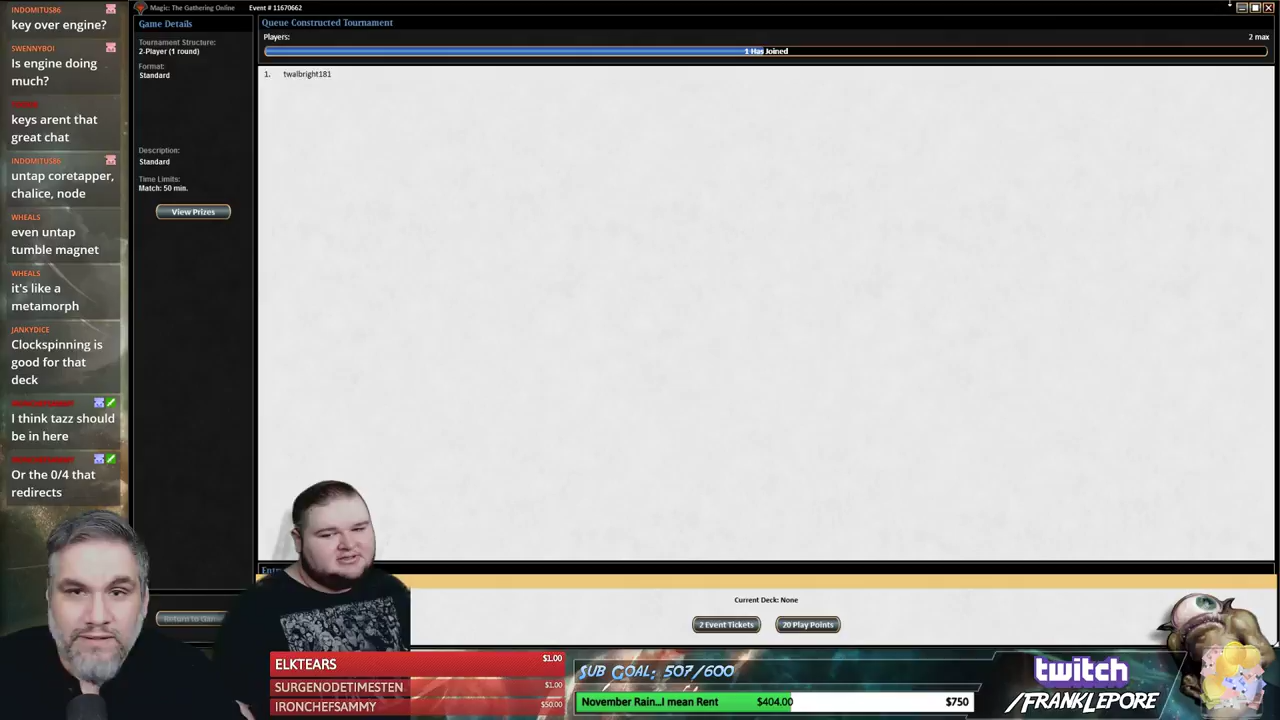 INDOMITUS86
key over engine?
SWENNYBOI
Is engine doing
much?
keys arent that
great chat
INDOMITUS86
untap coretapper,
chalice, node
WHEALS
even untap
tumble magnet
WHEALS
it's like a
metamorph
JANKYDICE
Clockspinning is
good for that
deck
I think tazz should
be in here
Or the 0/4 that
redirects
Magic: The Gathering Online
Event # 11670662
Game Details
Tournament Structure:
2-Player (1 round)
Format:
Standard
Description:
Standard
Time Limits:
Match: 50 min.
View Prizes
Return to Game
Queue Constructed Tournament
Players:
2 max
1 Has Joined
1. twalbright181
Current Deck: None
2 Event Tickets
20 Play Points
ELKTEARS
$1.00
SURGENODETIMESTEN
$1.00
IRONCHEFSAMMY
$50.00
SUB GOAL: 507/600
November Rain...I mean Rent
$404.00
$750
twitch
/FRANKLEPORE